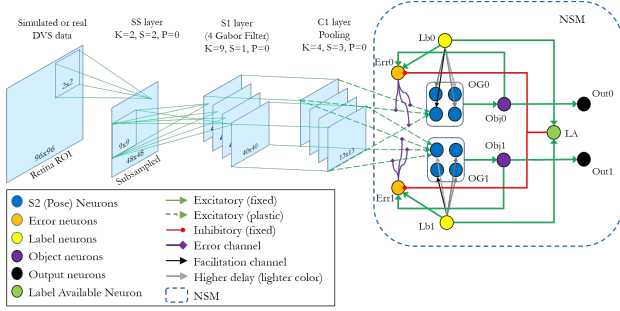 Simulated or real
DVS data
SS layer
K=2, S=2, P=0
S1 layer
(4 Gabor Filter)
K=9, S=1, P=0
C1 layer
Pooling
K=4, S=3, P=0
NSM
2x2
96x96
Retina ROI
9x9
48x48
Subsampled
40x40
13x13
Lb0
Err0
OG0
Obj0
Out0
LA
Obj1
Out1
OG1
Err1
Lb1
S2 (Pose) Neurons
Error neurons
Label neurons
Object neurons
Output neurons
Label Available Neuron
Excitatory (fixed)
Excitatory (plastic)
Inhibitory (fixed)
Error channel
Facilitation channel
Higher delay (lighter color)
NSM